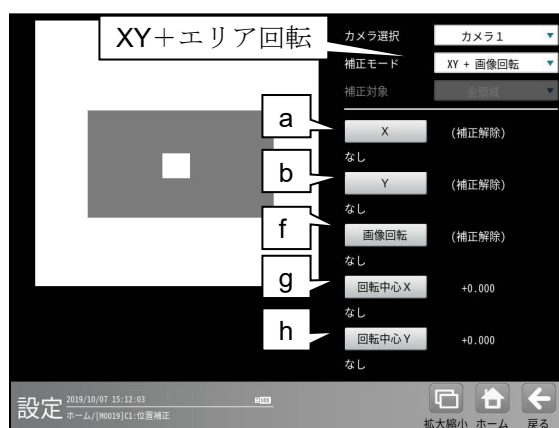 XY+エリア回転
カメラ選択 カメラ1
補正モード XY + 画像回転
補正対象 全領域
a
X (補正解除)
なし
b
Y (補正解除)
なし
f
画像回転 (補正解除)
なし
g
回転中心X +0.000
なし
h
回転中心Y +0.000
なし
設定
2019/10/07 15:12:03
ホーム/[M0019]C1:位置補正
拡大縮小 ホーム 戻る